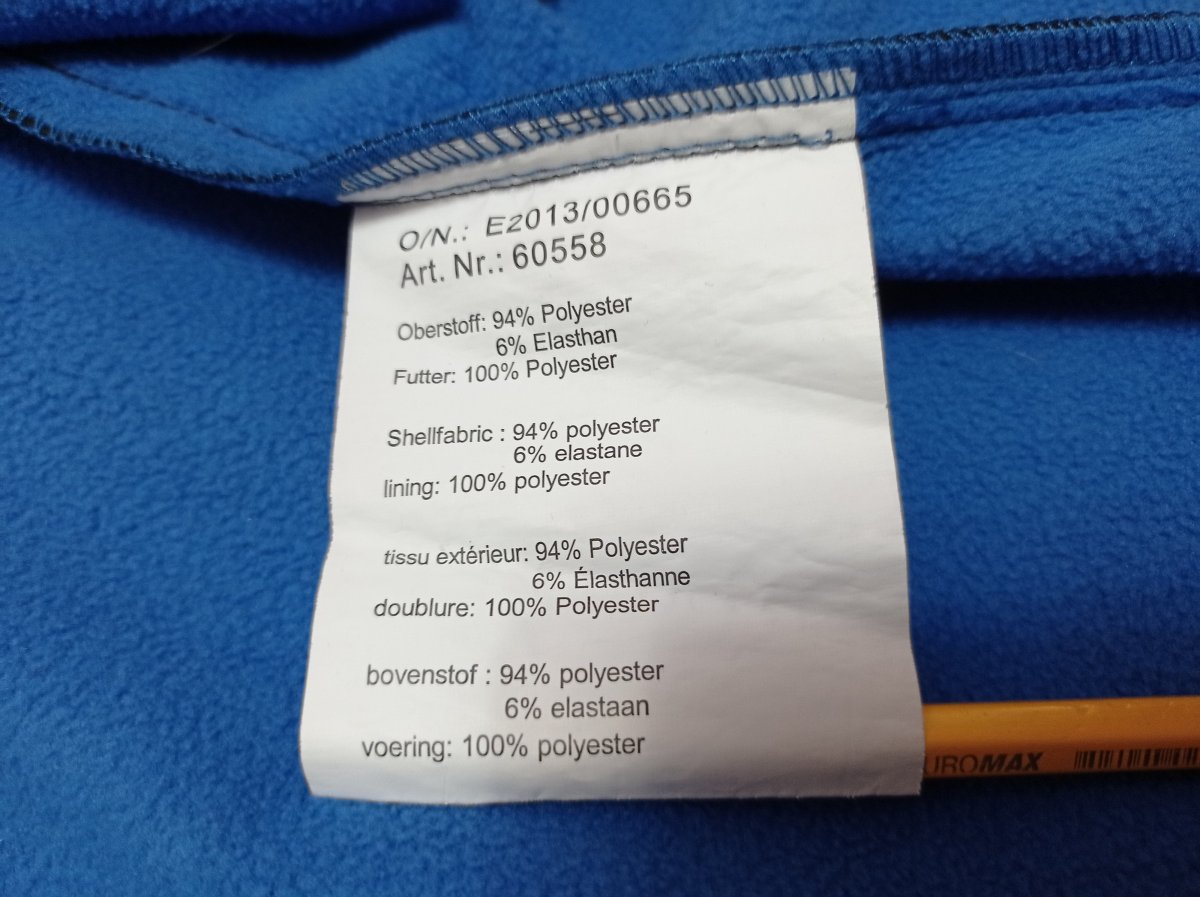 O/N.: E2013/00665
Art. Nr.: 60558
Oberstoff: 94% Polyester
6% Elasthan
Futter: 100% Polyester
Shellfabric : 94% polyester
6% elastane
lining: 100% polyester
tissu extérieur: 94% Polyester
6% Élasthanne
doublure: 100% Polyester
bovenstof : 94% polyester
6% elastaan
voering: 100% polyester
UROMAX